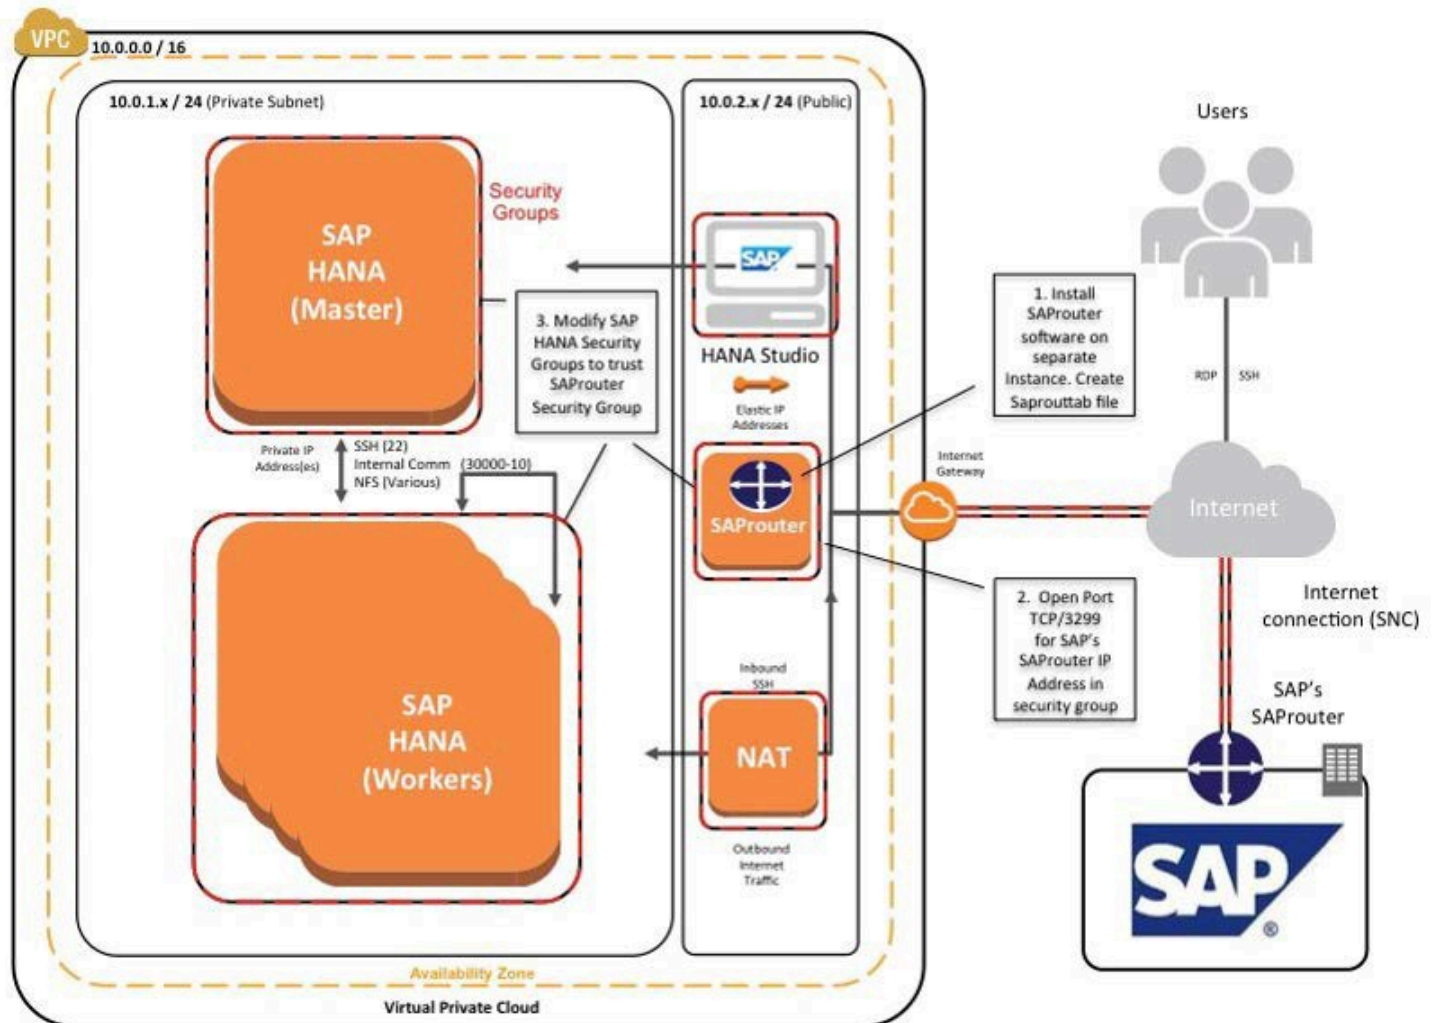 VPC
10.0.0.0 / 16
10.0.1.x / 24 (Private Subnet)
10.0.2.x / 24 (Public)
SAP
HANA
(Master)
Security
Groups
3. Modify SAP
HANA Security
Groups to trust
SAProuter
Security Group
Private IP
Address(es)
SSH (22)
Internal Comm (30000-10)
NFS (Various)
SAP
HANA
(Workers)
SAP
HANA Studio
Elastic IP
Addresses
SAProuter
Inbound
SSH
NAT
Outbound
Internet
Traffic
Availability Zone
Virtual Private Cloud
Internet
Gateway
1. Install
SAProuter
software on
separate
Instance. Create
Saprouttab file
2. Open Port
TCP/3299
for SAP's
SAProuter IP
Address in
security group
Users
RDP SSH
Internet
Internet
connection (SNC)
SAP's
SAProuter
SAP®